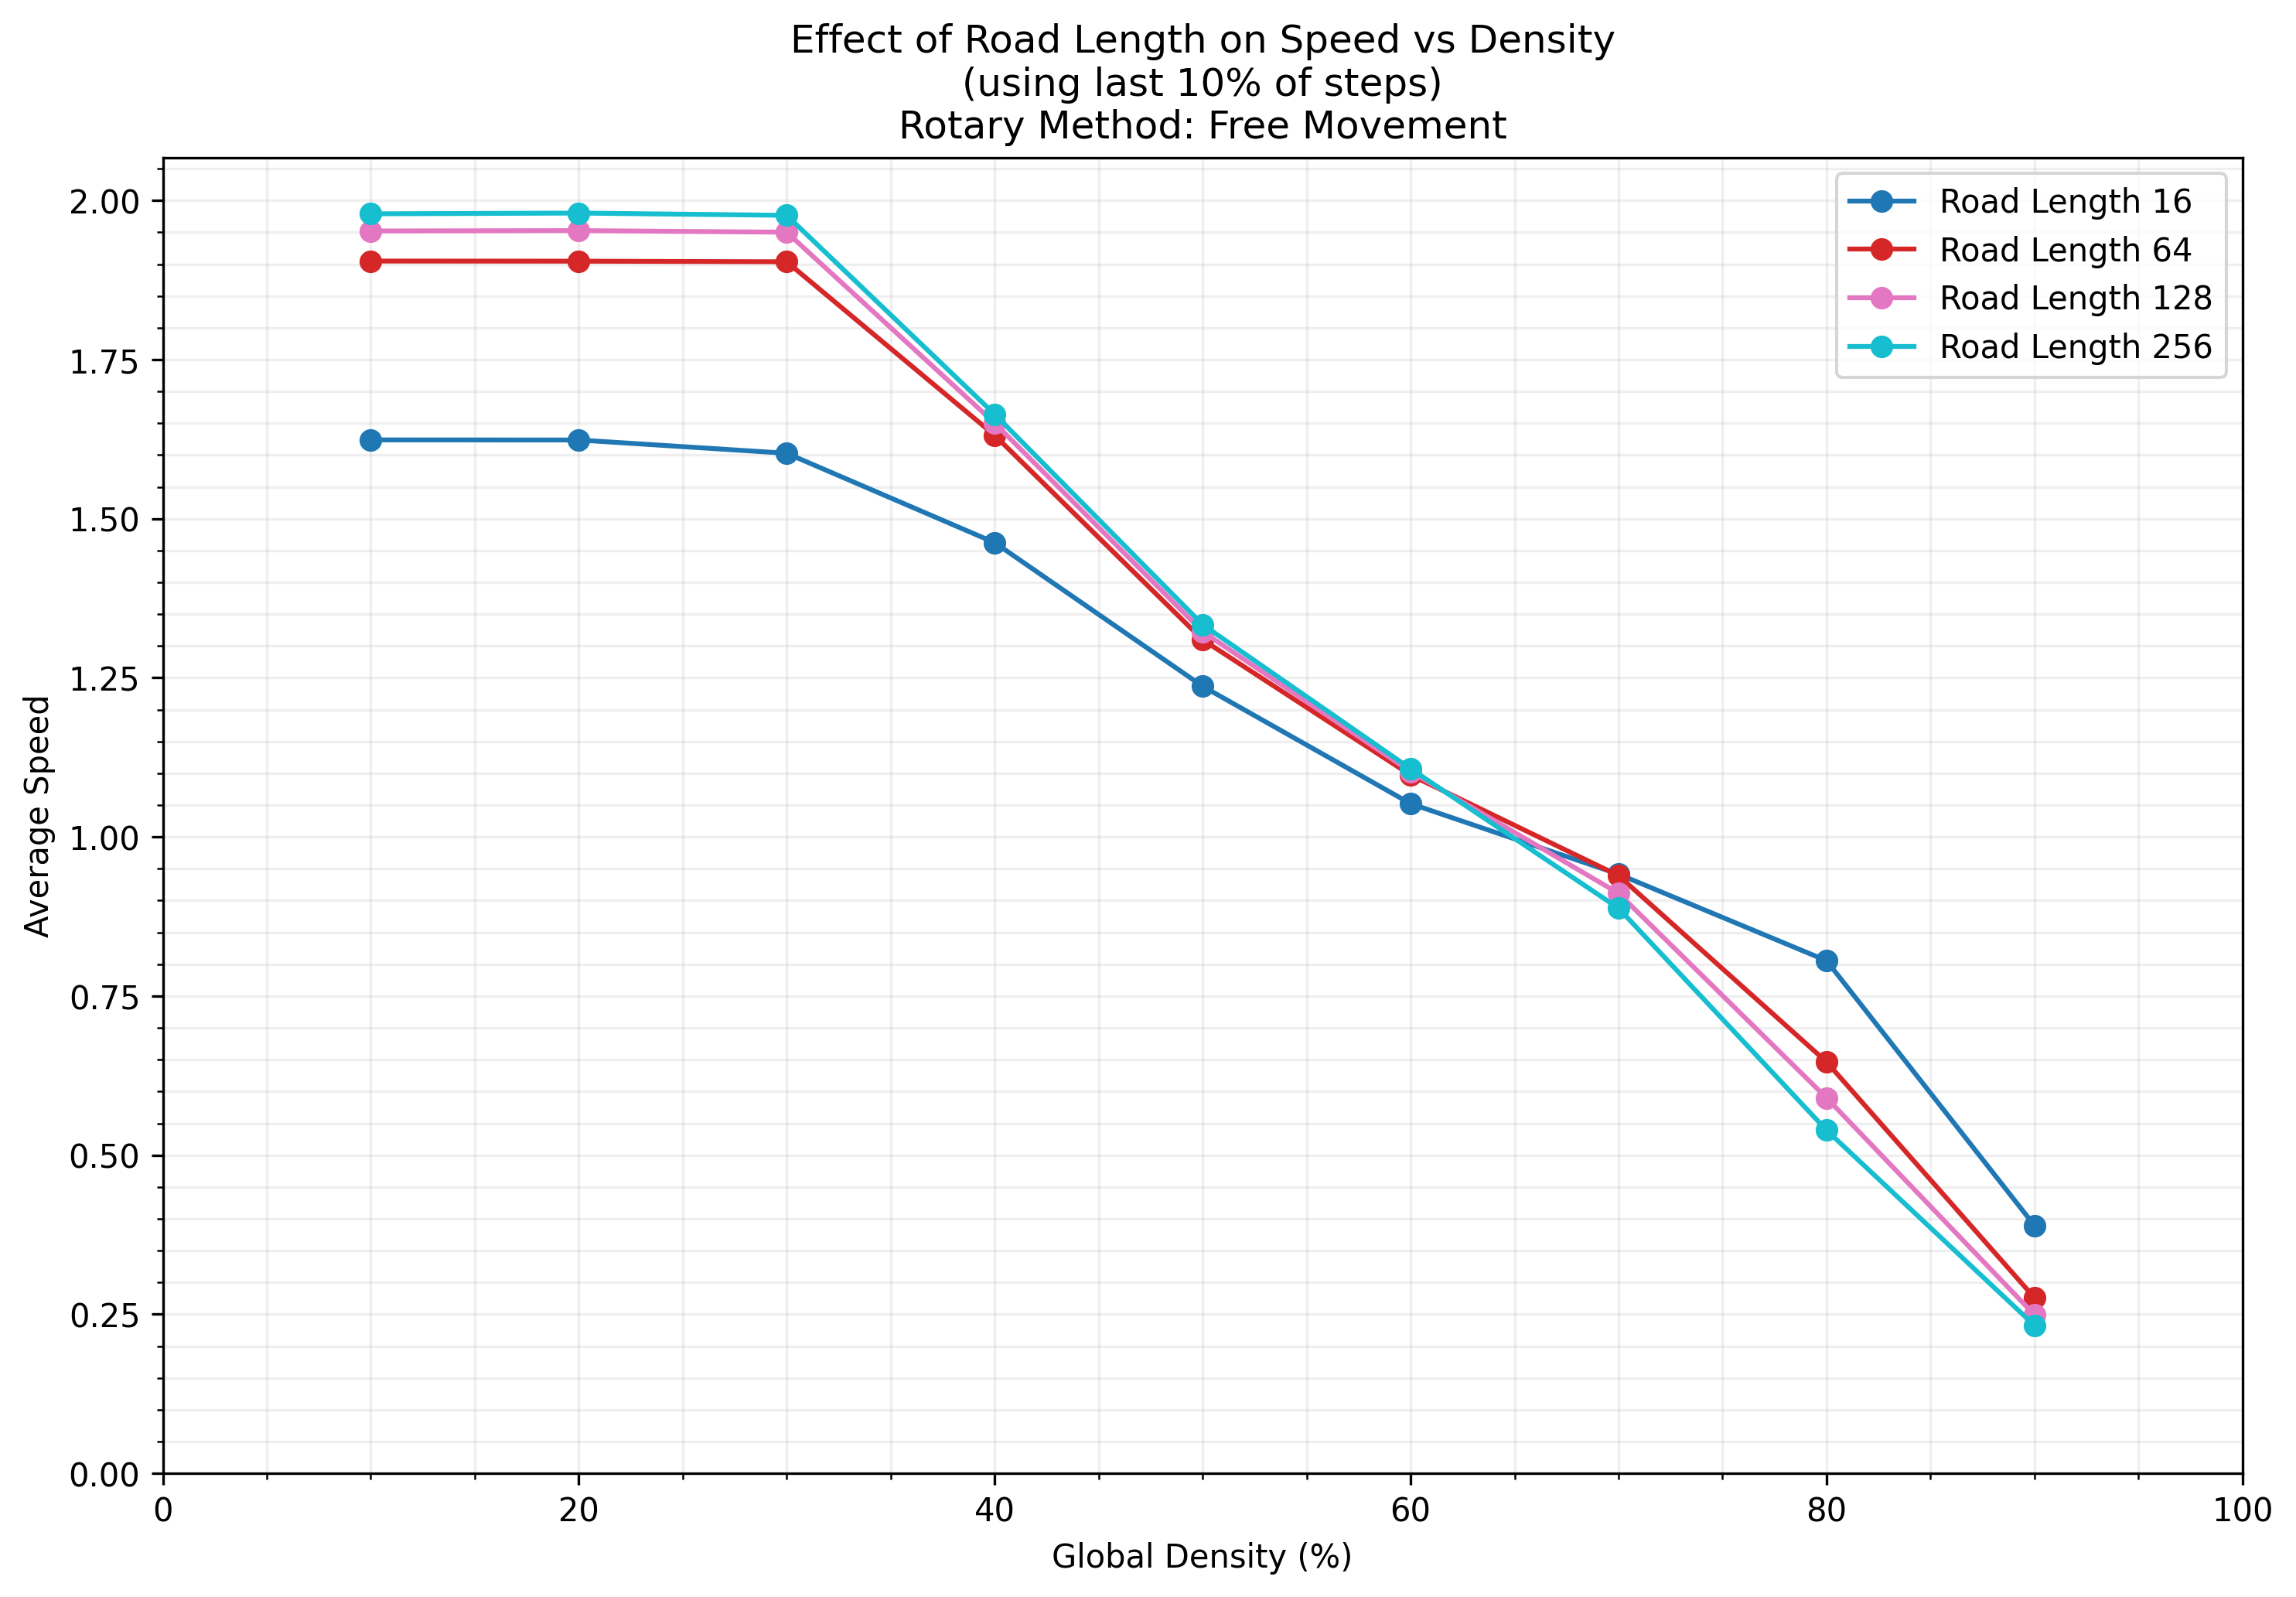 Effect of Road Length on Speed vs Density
(using last 10% of steps)
Rotary Method: Free Movement
Road Length 16
Road Length 64
Road Length 128
Road Length 256
Average Speed
2.00
1.75
1.50
1.25
1.00
0.75
0.50
0.25
0.00
0
20
40
60
80
100
Global Density (%)